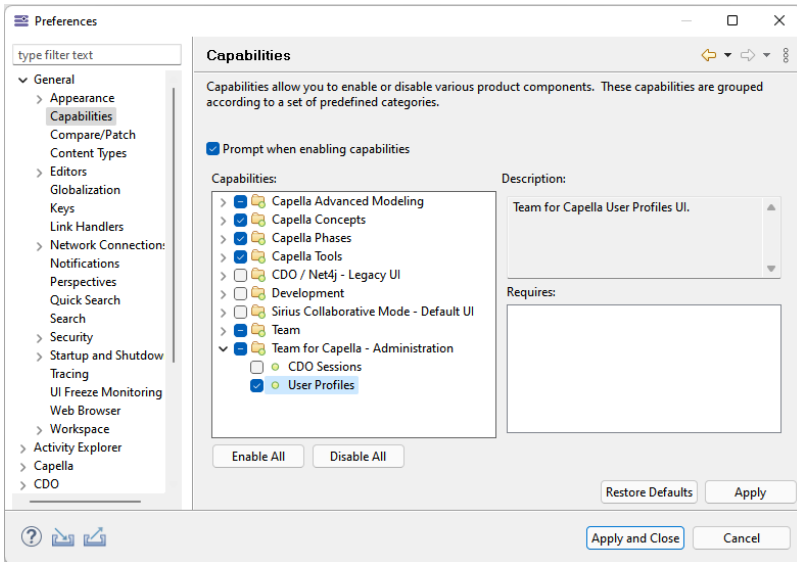 Preferences
type filter text
General
Appearance
Capabilities
Compare/Patch
Content Types
Editors
Globalization
Keys
Link Handlers
Network Connection:
Notifications
Perspectives
Quick Search
Search
Security
Startup and Shutdow
Tracing
UI Freeze Monitoring
Web Browser
Workspace
Activity Explorer
Capella
CDO
Capabilities
Capabilities allow you to enable or disable various product components.  These capabilities are grouped
according to a set of predefined categories.
Prompt when enabling capabilities
Capabilities:
Capella Advanced Modeling
Capella Concepts
Capella Phases
Capella Tools
CDO / Net4j - Legacy UI
Development
Sirius Collaborative Mode - Default UI
Team
Team for Capella - Administration
CDO Sessions
User Profiles
Description:
Team for Capella User Profiles UI.
Requires:
Enable All
Disable All
Restore Defaults
Apply
?
Apply and Close
Cancel